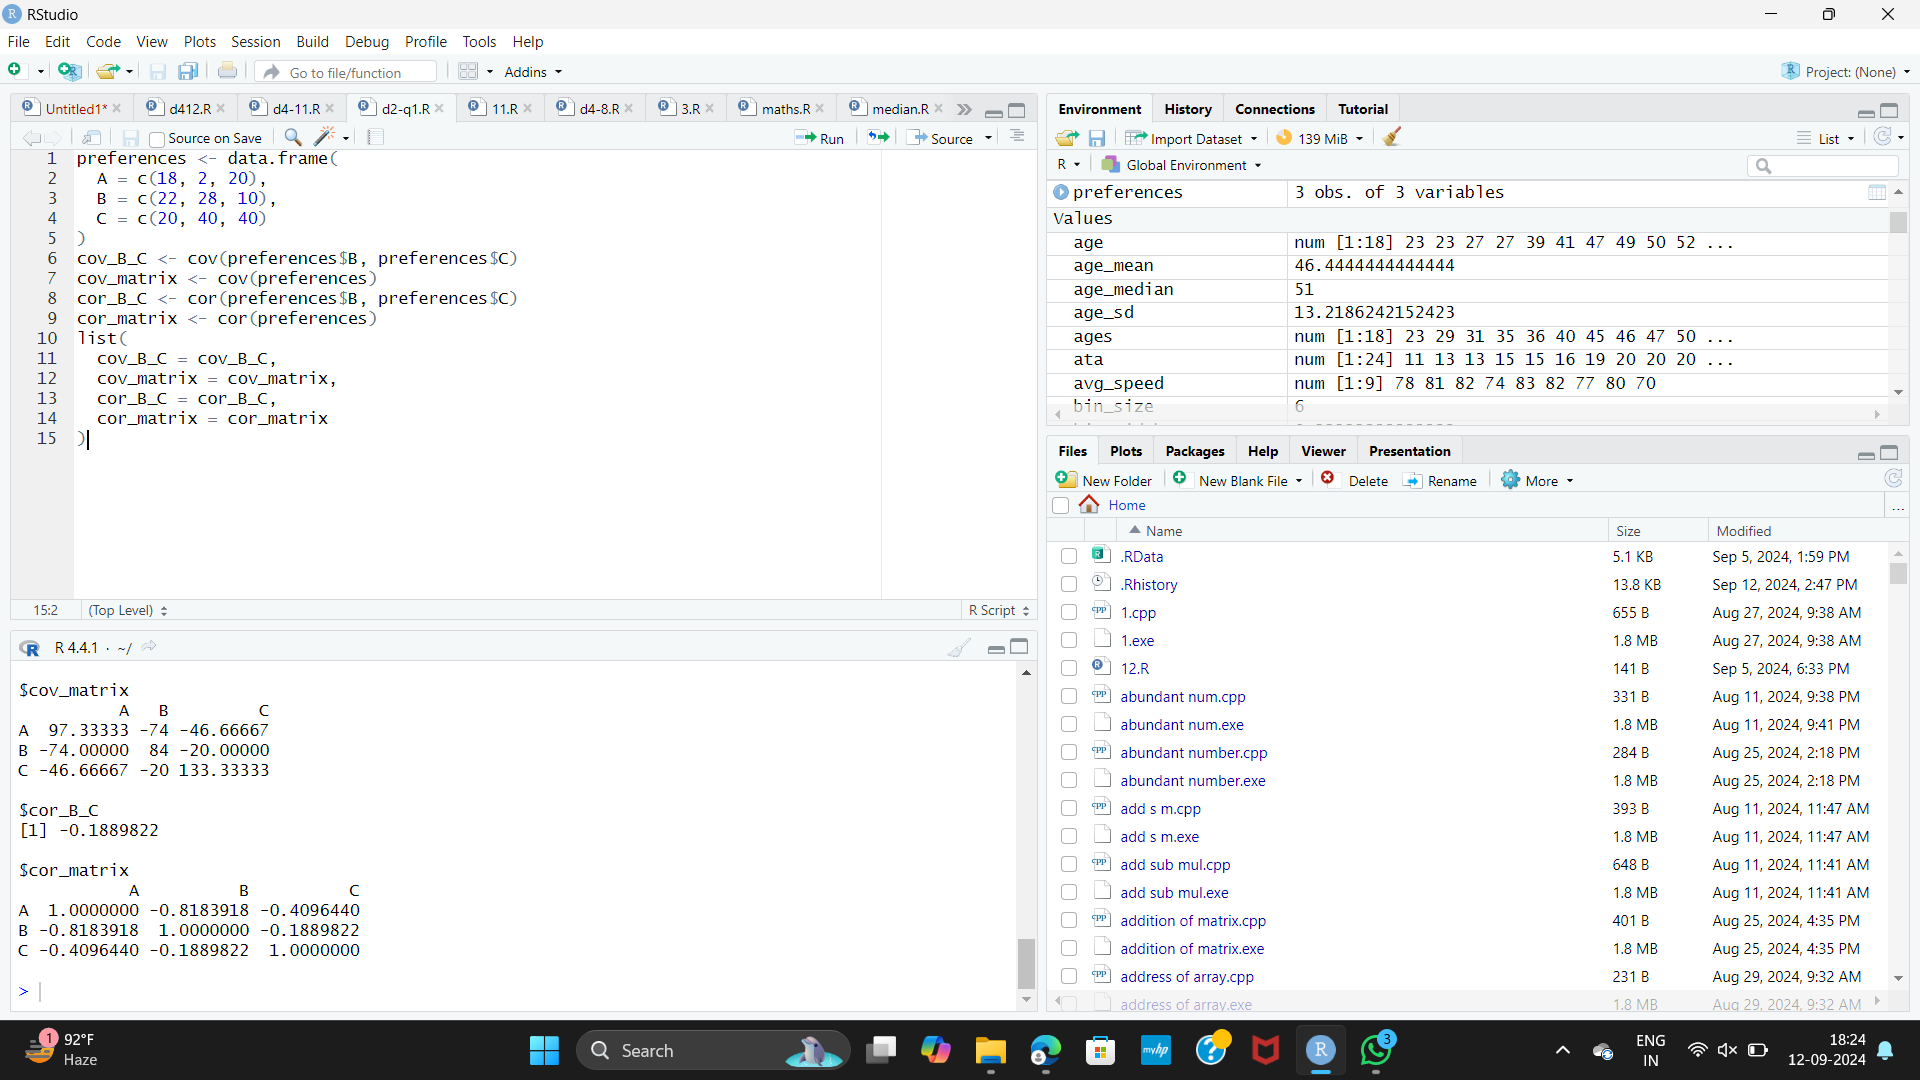 RStudio
File Edit Code View Plots Session Build Debug Profile Tools Help
Go to file/function Addins Project: (None)
Untitled1* d412.R d4-11.R d2-q1.R 11.R d4-8.R 3.R maths.R median.R
Source on Save Run Source
1 preferences <- data.frame(
2 A = c(18, 2, 20),
3 B = c(22, 28, 10),
4 C = c(20, 40, 40)
5 )
6 cov_B_C <- cov(preferences$B, preferences$C)
7 cov_matrix <- cov(preferences)
8 cor_B_C <- cor(preferences$B, preferences$C)
9 cor_matrix <- cor(preferences)
10 list(
11 cov_B_C = cov_B_C,
12 cov_matrix = cov_matrix,
13 cor_B_C = cor_B_C,
14 cor_matrix = cor_matrix
15 )
15:2 (Top Level) R Script
R 4.4.1 · ~/
$cov_matrix
A B C
A 97.33333 -74 -46.66667
B -74.00000 84 -20.00000
C -46.66667 -20 133.33333
$cor_B_C
[1] -0.1889822
$cor_matrix
A B C
A 1.0000000 -0.8183918 -0.4096440
B -0.8183918 1.0000000 -0.1889822
C -0.4096440 -0.1889822 1.0000000
>
Environment History Connections Tutorial
Import Dataset 139 MiB List
R Global Environment
preferences 3 obs. of 3 variables
Values
age num [1:18] 23 23 27 27 39 41 47 49 50 52 ...
age_mean 46.4444444444444
age_median 51
age_sd 13.2186242152423
ages num [1:18] 23 29 31 35 36 40 45 46 47 50 ...
ata num [1:24] 11 13 13 15 15 16 19 20 20 20 ...
avg_speed num [1:9] 78 81 82 74 83 82 77 80 70
bin_size 6
Files Plots Packages Help Viewer Presentation
New Folder New Blank File Delete Rename More
Home ...
Name Size Modified
.RData 5.1 KB Sep 5, 2024, 1:59 PM
.Rhistory 13.8 KB Sep 12, 2024, 2:47 PM
1.cpp 655 B Aug 27, 2024, 9:38 AM
1.exe 1.8 MB Aug 27, 2024, 9:38 AM
12.R 141 B Sep 5, 2024, 6:33 PM
abundant num.cpp 331 B Aug 11, 2024, 9:38 PM
abundant num.exe 1.8 MB Aug 11, 2024, 9:41 PM
abundant number.cpp 284 B Aug 25, 2024, 2:18 PM
abundant number.exe 1.8 MB Aug 25, 2024, 2:18 PM
add s m.cpp 393 B Aug 11, 2024, 11:47 AM
add s m.exe 1.8 MB Aug 11, 2024, 11:47 AM
add sub mul.cpp 648 B Aug 11, 2024, 11:41 AM
add sub mul.exe 1.8 MB Aug 11, 2024, 11:41 AM
addition of matrix.cpp 401 B Aug 25, 2024, 4:35 PM
addition of matrix.exe 1.8 MB Aug 25, 2024, 4:35 PM
address of array.cpp 231 B Aug 29, 2024, 9:32 AM
address of array.exe 1.8 MB Aug 29, 2024, 9:32 AM
1 92°F
Haze
Search
myhp
3
ENG
IN
18:24
12-09-2024